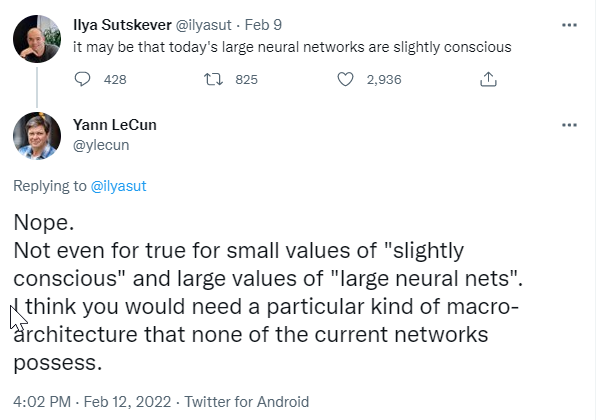 Ilya Sutskever @ilyasut · Feb 9
it may be that today's large neural networks are slightly conscious
428 825 2,936
Yann LeCun
@ylecun
Replying to @ilyasut
Nope.
Not even for true for small values of "slightly
conscious" and large values of "large neural nets".
I think you would need a particular kind of macro-
architecture that none of the current networks
possess.
4:02 PM · Feb 12, 2022 · Twitter for Android